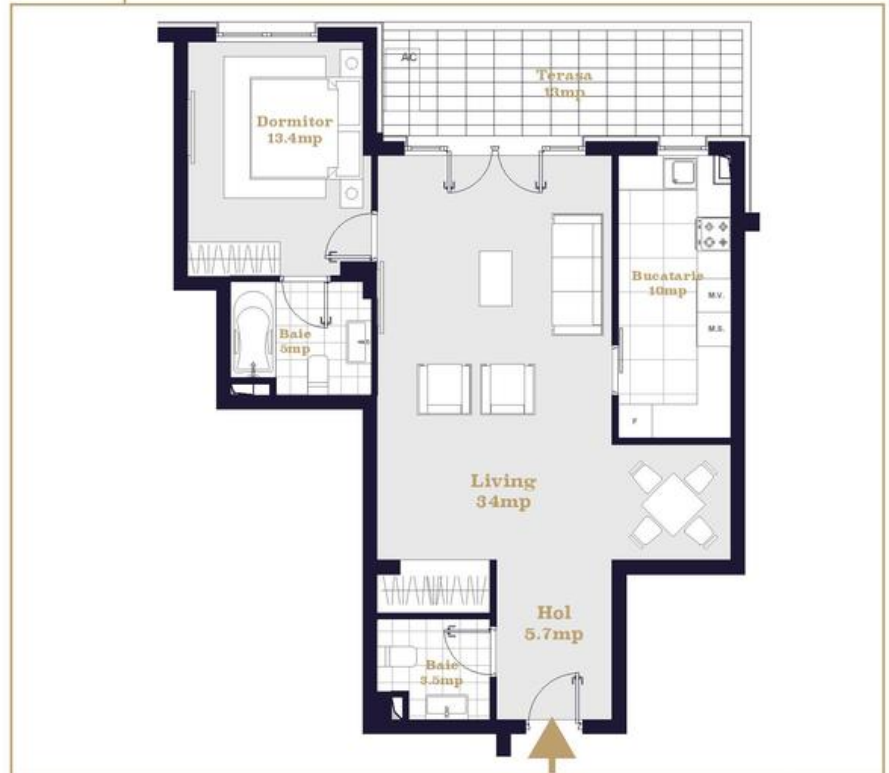 AC
Terasa
13mp
Dormitor
13.4mp
Bucatarie
10mp
M.V.
M.S.
Baie
5mp
F
Living
34mp
Hol
5.7mp
Baie
3.5mp